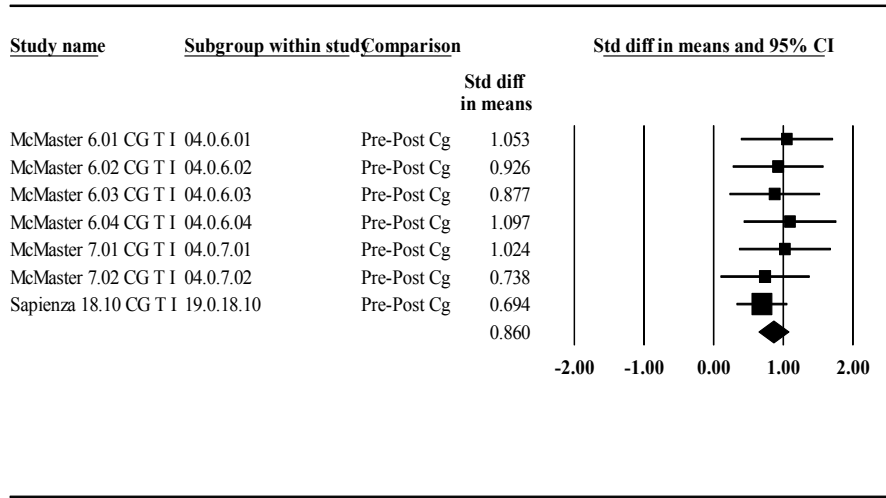 Study name Subgroup within study Comparison Std diff in means and 95% CI
Std diff
in means
McMaster 6.01 CG T I 04.0.6.01 Pre-Post Cg 1.053
McMaster 6.02 CG T I 04.0.6.02 Pre-Post Cg 0.926
McMaster 6.03 CG T I 04.0.6.03 Pre-Post Cg 0.877
McMaster 6.04 CG T I 04.0.6.04 Pre-Post Cg 1.097
McMaster 7.01 CG T I 04.0.7.01 Pre-Post Cg 1.024
McMaster 7.02 CG T I 04.0.7.02 Pre-Post Cg 0.738
Sapienza 18.10 CG T I 19.0.18.10 Pre-Post Cg 0.694
0.860
-2.00 -1.00 0.00 1.00 2.00